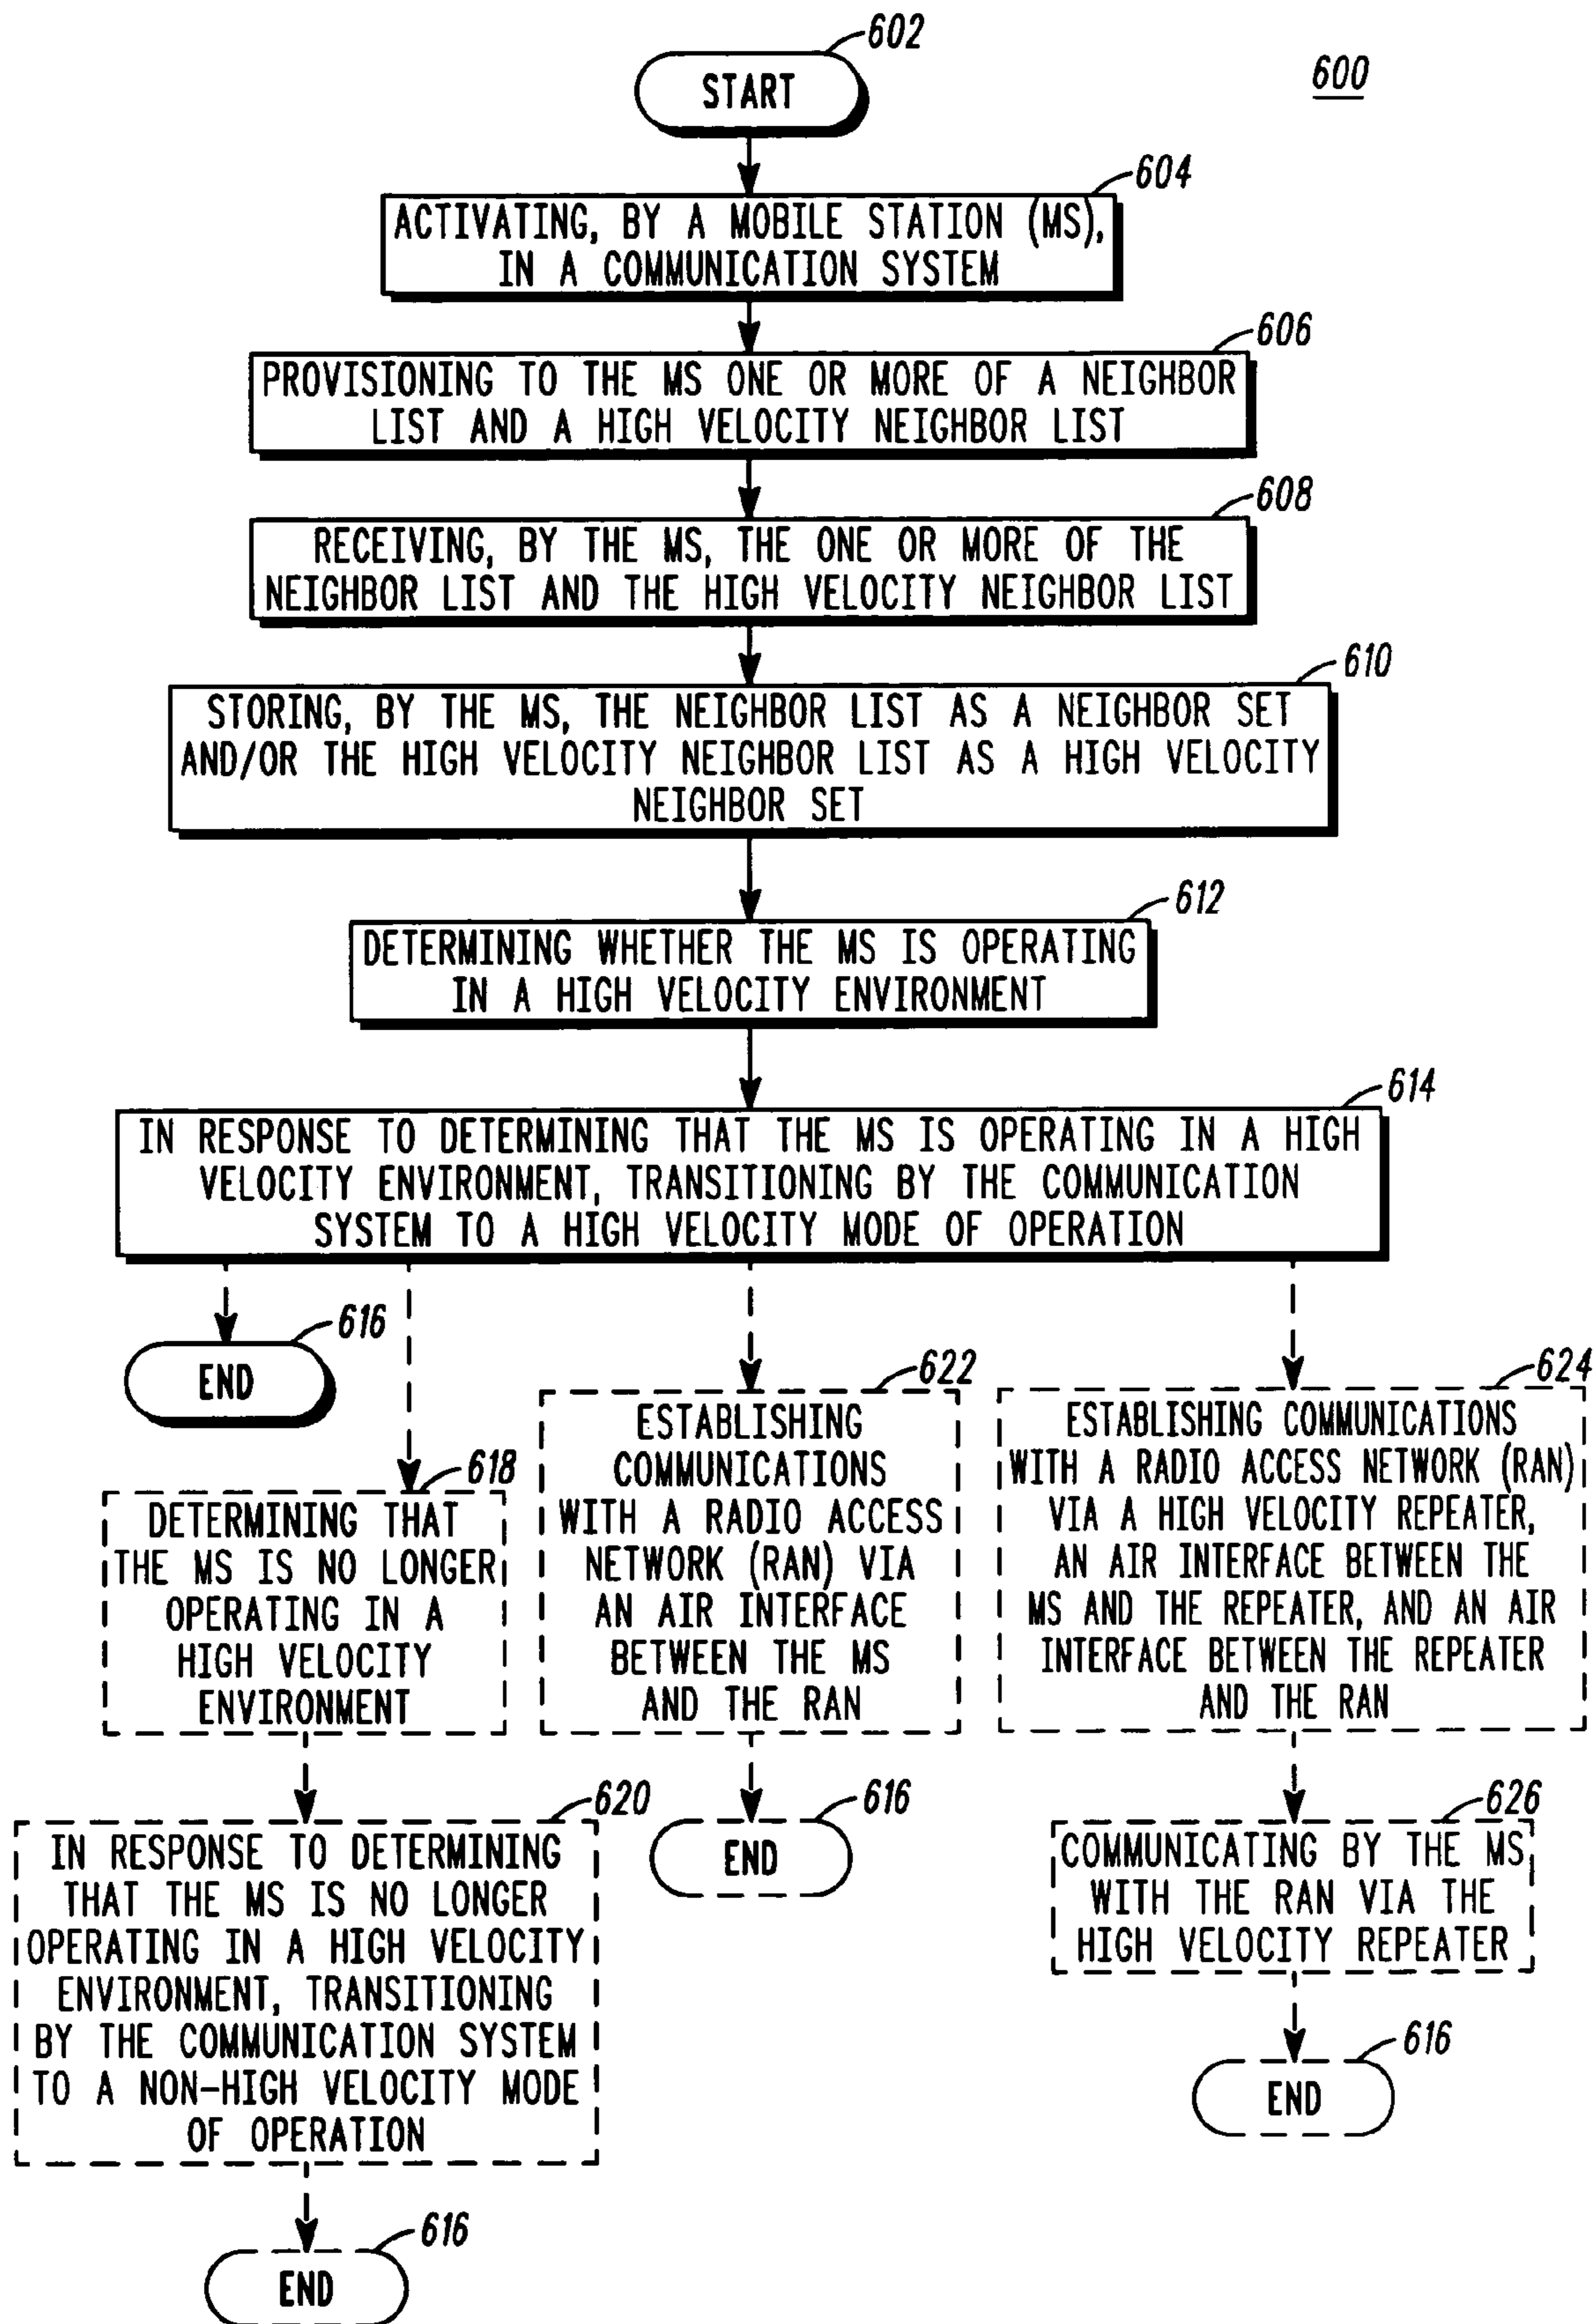 602
START
600
604
ACTIVATING, BY A MOBILE STATION (MS),
IN A COMMUNICATION SYSTEM
606
PROVISIONING TO THE MS ONE OR MORE OF A NEIGHBOR
LIST AND A HIGH VELOCITY NEIGHBOR LIST
608
RECEIVING, BY THE MS, THE ONE OR MORE OF THE
NEIGHBOR LIST AND THE HIGH VELOCITY NEIGHBOR LIST
610
STORING, BY THE MS, THE NEIGHBOR LIST AS A NEIGHBOR SET
AND/OR THE HIGH VELOCITY NEIGHBOR LIST AS A HIGH VELOCITY
NEIGHBOR SET
612
DETERMINING WHETHER THE MS IS OPERATING
IN A HIGH VELOCITY ENVIRONMENT
614
IN RESPONSE TO DETERMINING THAT THE MS IS OPERATING IN A HIGH
VELOCITY ENVIRONMENT, TRANSITIONING BY THE COMMUNICATION
SYSTEM TO A HIGH VELOCITY MODE OF OPERATION
616
END
618
DETERMINING THAT
THE MS IS NO LONGER
OPERATING IN A
HIGH VELOCITY
ENVIRONMENT
620
IN RESPONSE TO DETERMINING
THAT THE MS IS NO LONGER
OPERATING IN A HIGH VELOCITY
ENVIRONMENT, TRANSITIONING
BY THE COMMUNICATION SYSTEM
TO A NON-HIGH VELOCITY MODE
OF OPERATION
616
END
622
ESTABLISHING
COMMUNICATIONS
WITH A RADIO ACCESS
NETWORK (RAN) VIA
AN AIR INTERFACE
BETWEEN THE MS
AND THE RAN
616
END
624
ESTABLISHING COMMUNICATIONS
WITH A RADIO ACCESS NETWORK (RAN)
VIA A HIGH VELOCITY REPEATER,
AN AIR INTERFACE BETWEEN THE
MS AND THE REPEATER, AND AN AIR
INTERFACE BETWEEN THE REPEATER
AND THE RAN
626
COMMUNICATING BY THE MS
WITH THE RAN VIA THE
HIGH VELOCITY REPEATER
616
END